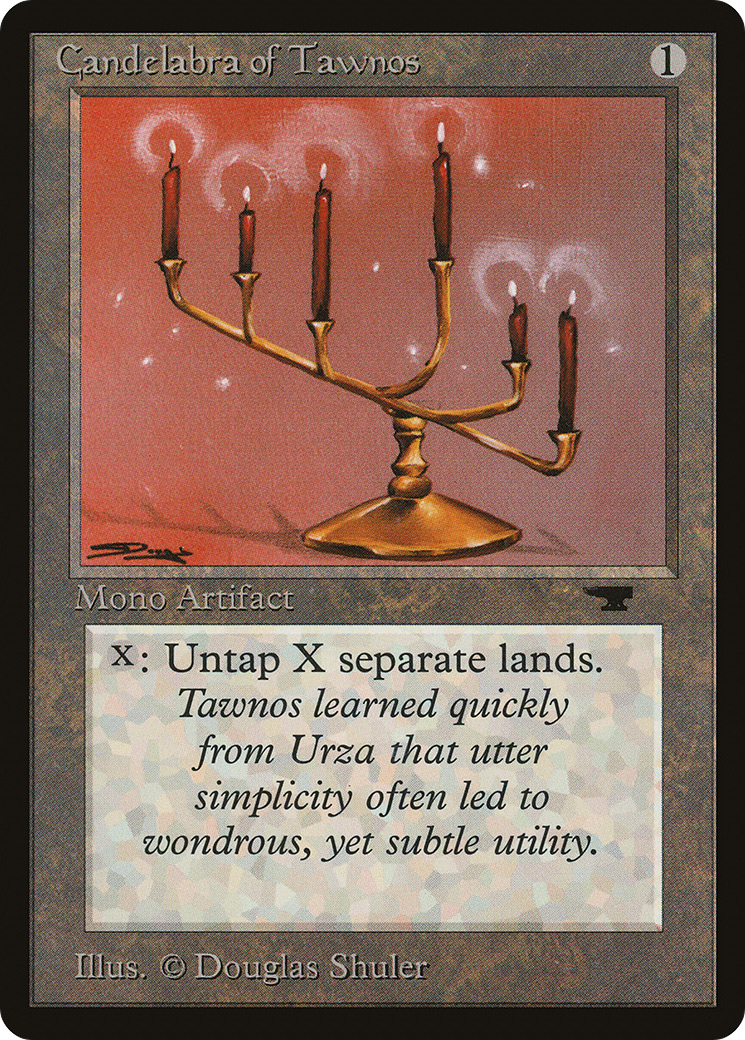 Candelabra of Tawnos 1
Mono Artifact
X: Untap X separate lands.
Tawnos learned quickly
from Urza that utter
simplicity often led to
wondrous, yet subtle utility.
Illus. © Douglas Shuler